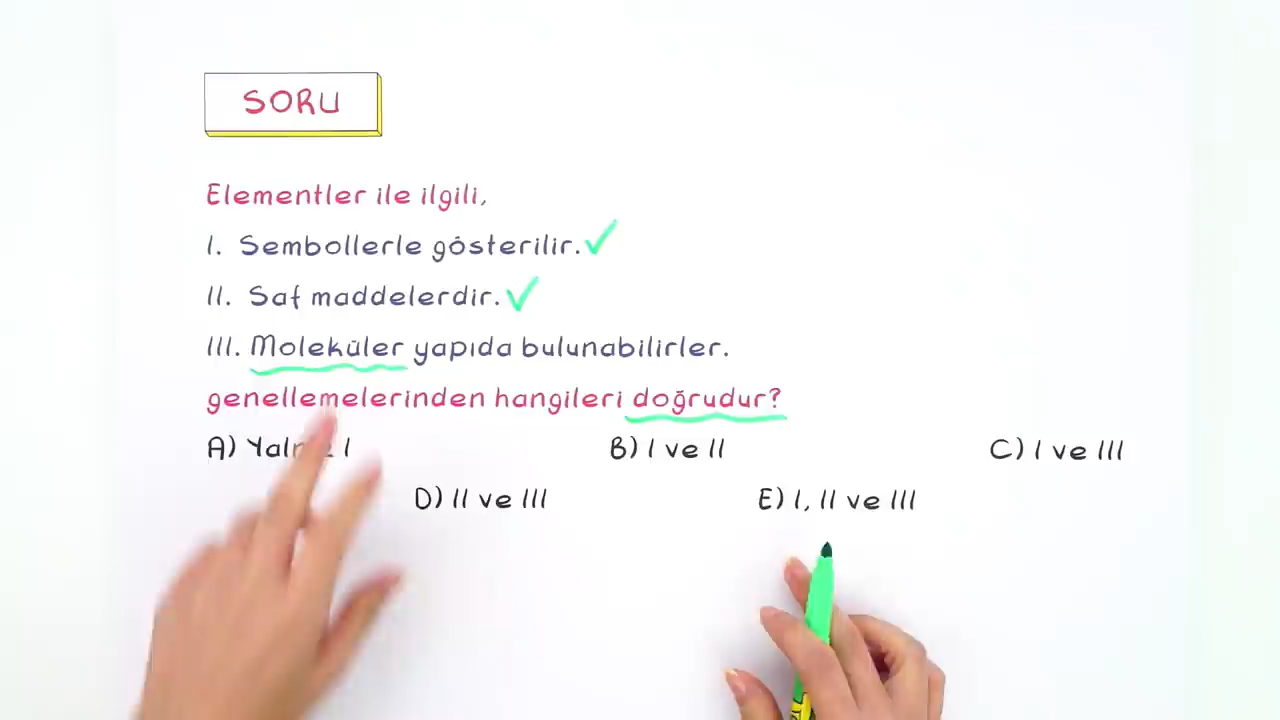 SORU
Elementler ile ilgili,
I. Sembollerle gösterilir.
II. Saf maddelerdir.
III. Moleküler yapıda bulunabilirler.
genellemelerinden hangileri doğrudur?
A) I B) I ve II C) I ve III
D) II ve III E) I, II ve III